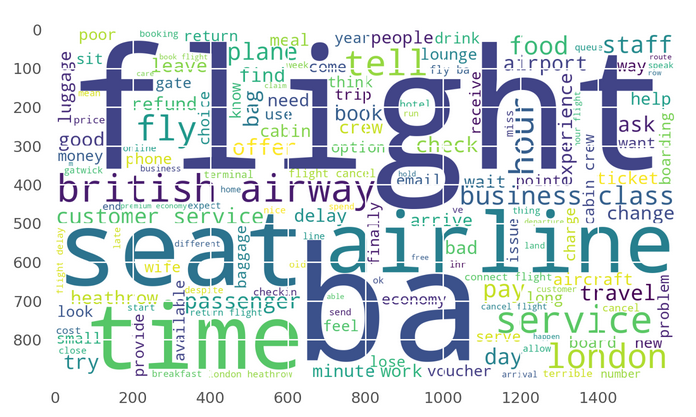 0
poor
booking
return
meal
year
people
drink
food
queue
staff
sit
leave
book flight
plane
week
come
tell
lounge
fly ba
airport
way
route
speak
row
luggage
care
find
claim
think
trip
receive
100
mean
gate
know
bag
need
help
flight
200
price
refund
choice
use
book
hotel
run
miss
hour
experience
your flight
ask
good
fly
cabin
crew
300
money
online
offer
option
check
want
boarding
gatwick
phone
business
terminal
flight cancel
hold
email
wait
point
cabin crew
ticket
400
british airway
home
business class
end
premium economy
expect
nice
spend
finally
ve
arrive
thing
departure
charge
change
500
customer service
delay
seat
airline
flight delay
late
different
baggage
line
free
bad
issue
land
600
wife
old
ok
inr
connect flight
aircraft
heathrow
despite
checkin
able
economy
pay
customer
long
travel
problem
700
look
start
available
passenger
return flight
send
cancel flight
cancel
time
ba
service
cost
small
provide
feel
serve
happen
board
new
800
close
try
allow
day
london
lose
breakfast
london heathrow
minute
work
voucher
arrival
terrible
number
0 200 400 600 800 1000 1200 1400